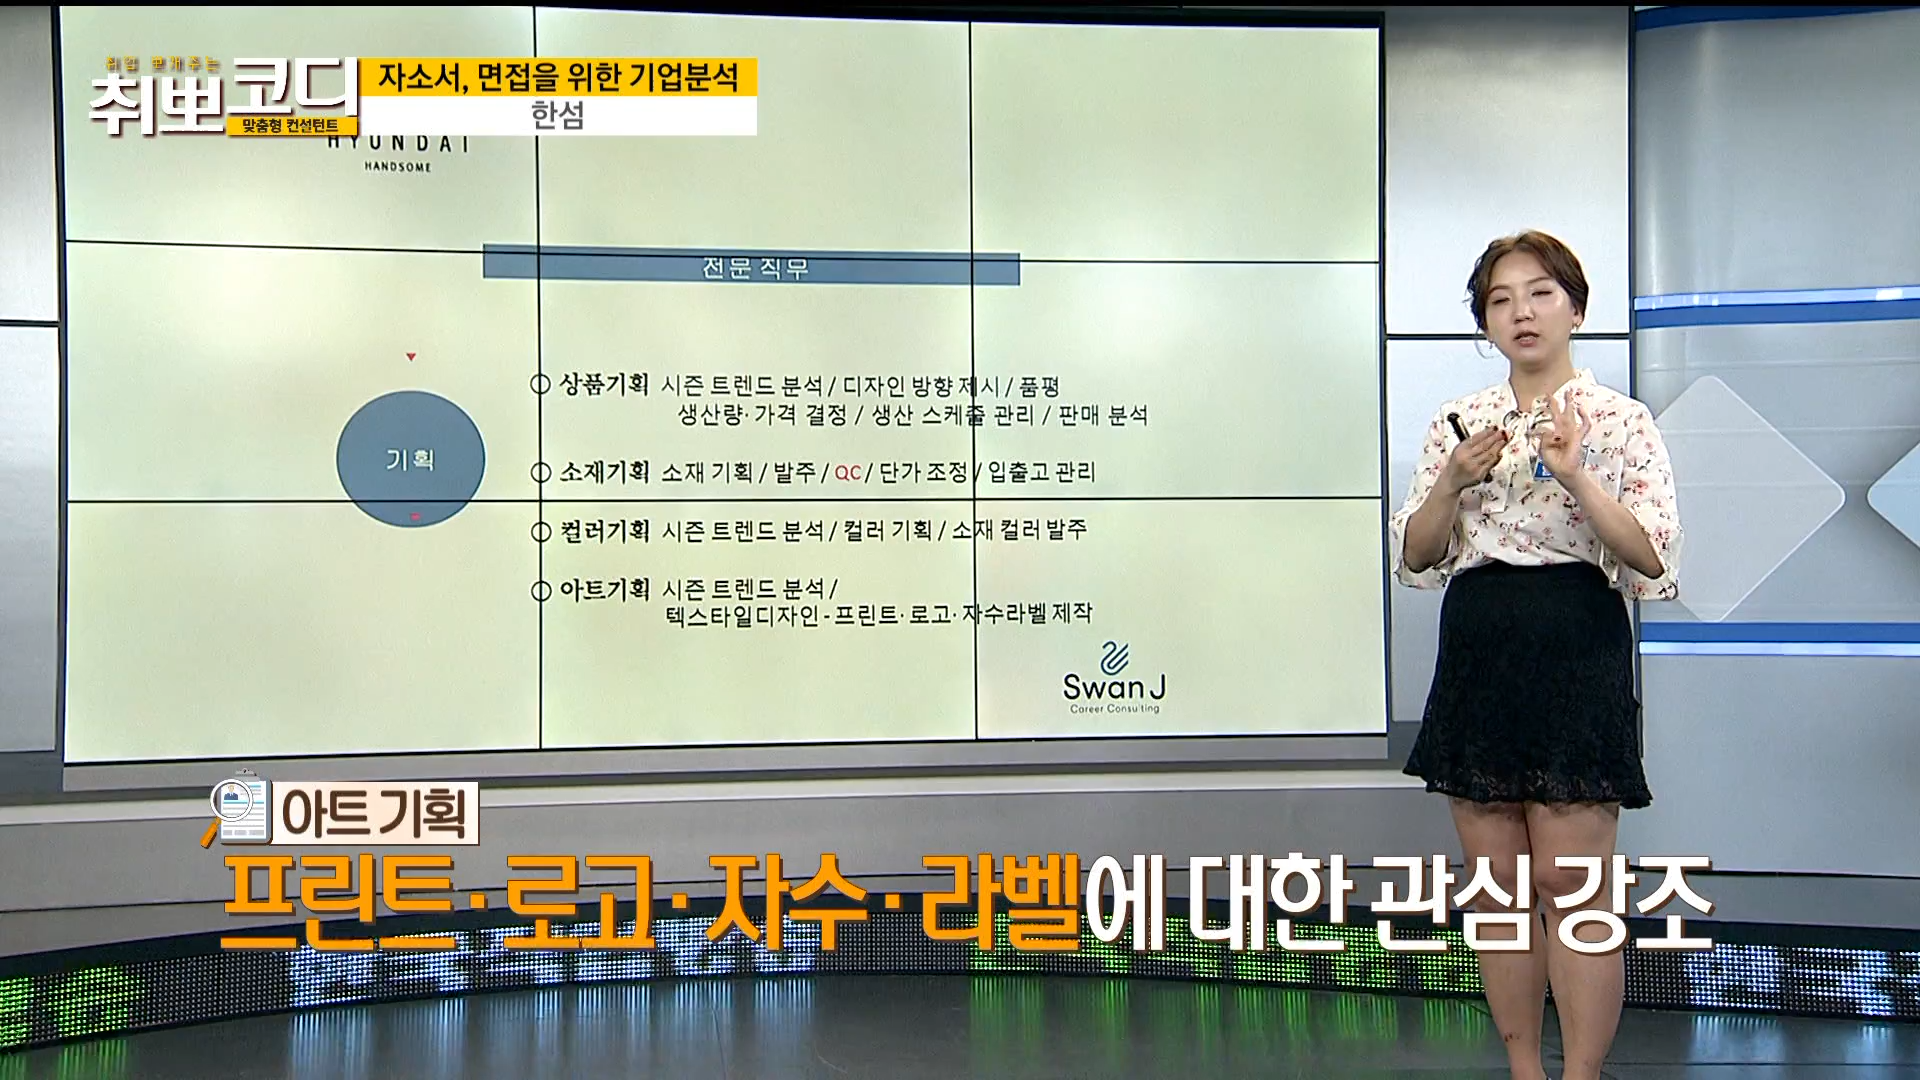 취업 뽀개주는
취뽀코디
맞춤형 컨설턴트
자소서, 면접을 위한 기업분석
한섬
HYUNDAI
HANDSOME
전문 직무
기획
상품기획 시즌 트렌드 분석 / 디자인 방향 제시 / 품평
생산량·가격 결정 / 생산 스케줄 관리 / 판매 분석
소재기획 소재 기획 / 발주 / QC / 단가 조정 / 입출고 관리
컬러기획 시즌 트렌드 분석 / 컬러 기획 / 소재 컬러 발주
아트기획 시즌 트렌드 분석 /
텍스타일디자인 - 프린트·로고·자수라벨 제작
Swan J
Career Consulting
아트 기획
프린트·로고·자수·라벨에 대한 관심 강조